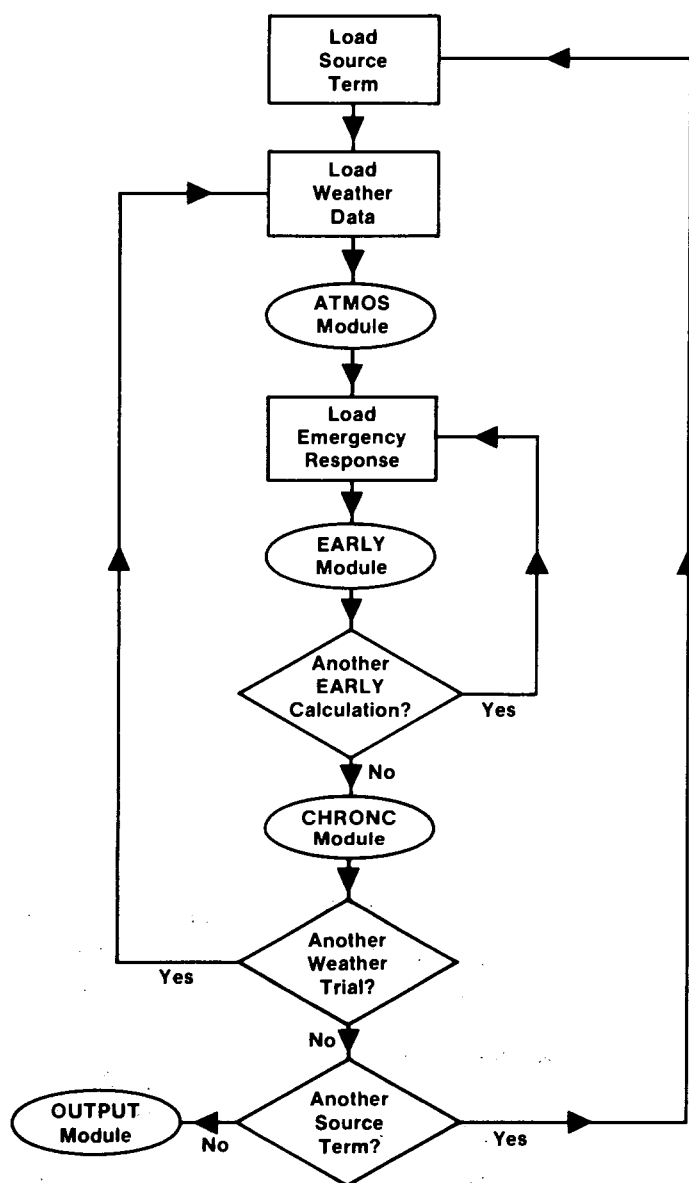 Load
Source
Term
Load
Weather
Data
ATMOS
Module
Load
Emergency
Response
EARLY
Module
Another
EARLY
Calculation?
Yes
No
CHRONC
Module
Another
Weather
Trial?
Yes
No
Another
Source
Term?
Yes
No
OUTPUT
Module